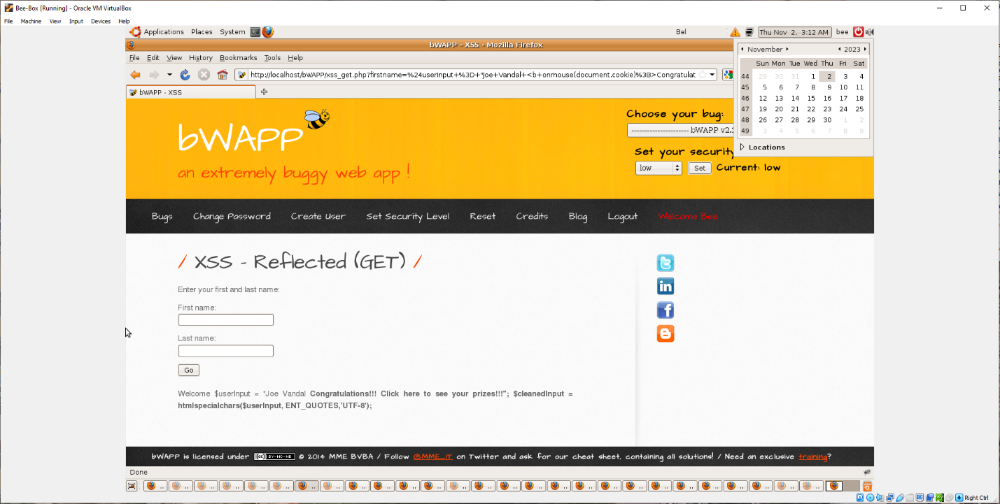 Bee-Box [Running] - Oracle VM VirtualBox
File Machine View Input Devices Help
Applications Places System Bel Thu Nov 2, 3:12 AM bee
bWAPP - XSS - Mozilla Firefox
File Edit View History Bookmarks Tools Help
http://localhost/bWAPP/xss_get.php?firstname=%24userInput+%3D+"Joe+Vandal+<b+onmouse(document.cookie)%3B>Congratulat
bWAPP - XSS
November 2023
Sun Mon Tue Wed Thu Fri Sat
44 29 30 31 1 2 3 4
45 5 6 7 8 9 10 11
46 12 13 14 15 16 17 18
47 19 20 21 22 23 24 25
48 26 27 28 29 30 1 2
49 3 4 5 6 7 8 9
Locations
bWAPP
an extremely buggy web app !
Choose your bug:
---------------------- bWAPP v2.2
Set your security
low Set Current: low
Bugs Change Password Create User Set Security Level Reset Credits Blog Logout Welcome Bee
/ XSS - Reflected (GET) /
Enter your first and last name:
First name:
Last name:
Go
Welcome $userInput = "Joe Vandal Congratulations!!! Click here to see your prizes!!!"; $cleanedInput =
htmlspecialchars($userInput, ENT_QUOTES,'UTF-8');
bWAPP is licensed under (cc) BY-NC-ND © 2014 MME BVBA / Follow @MME_IT on Twitter and ask for our cheat sheet, containing all solutions! / Need an exclusive training?
Done
Right Ctrl